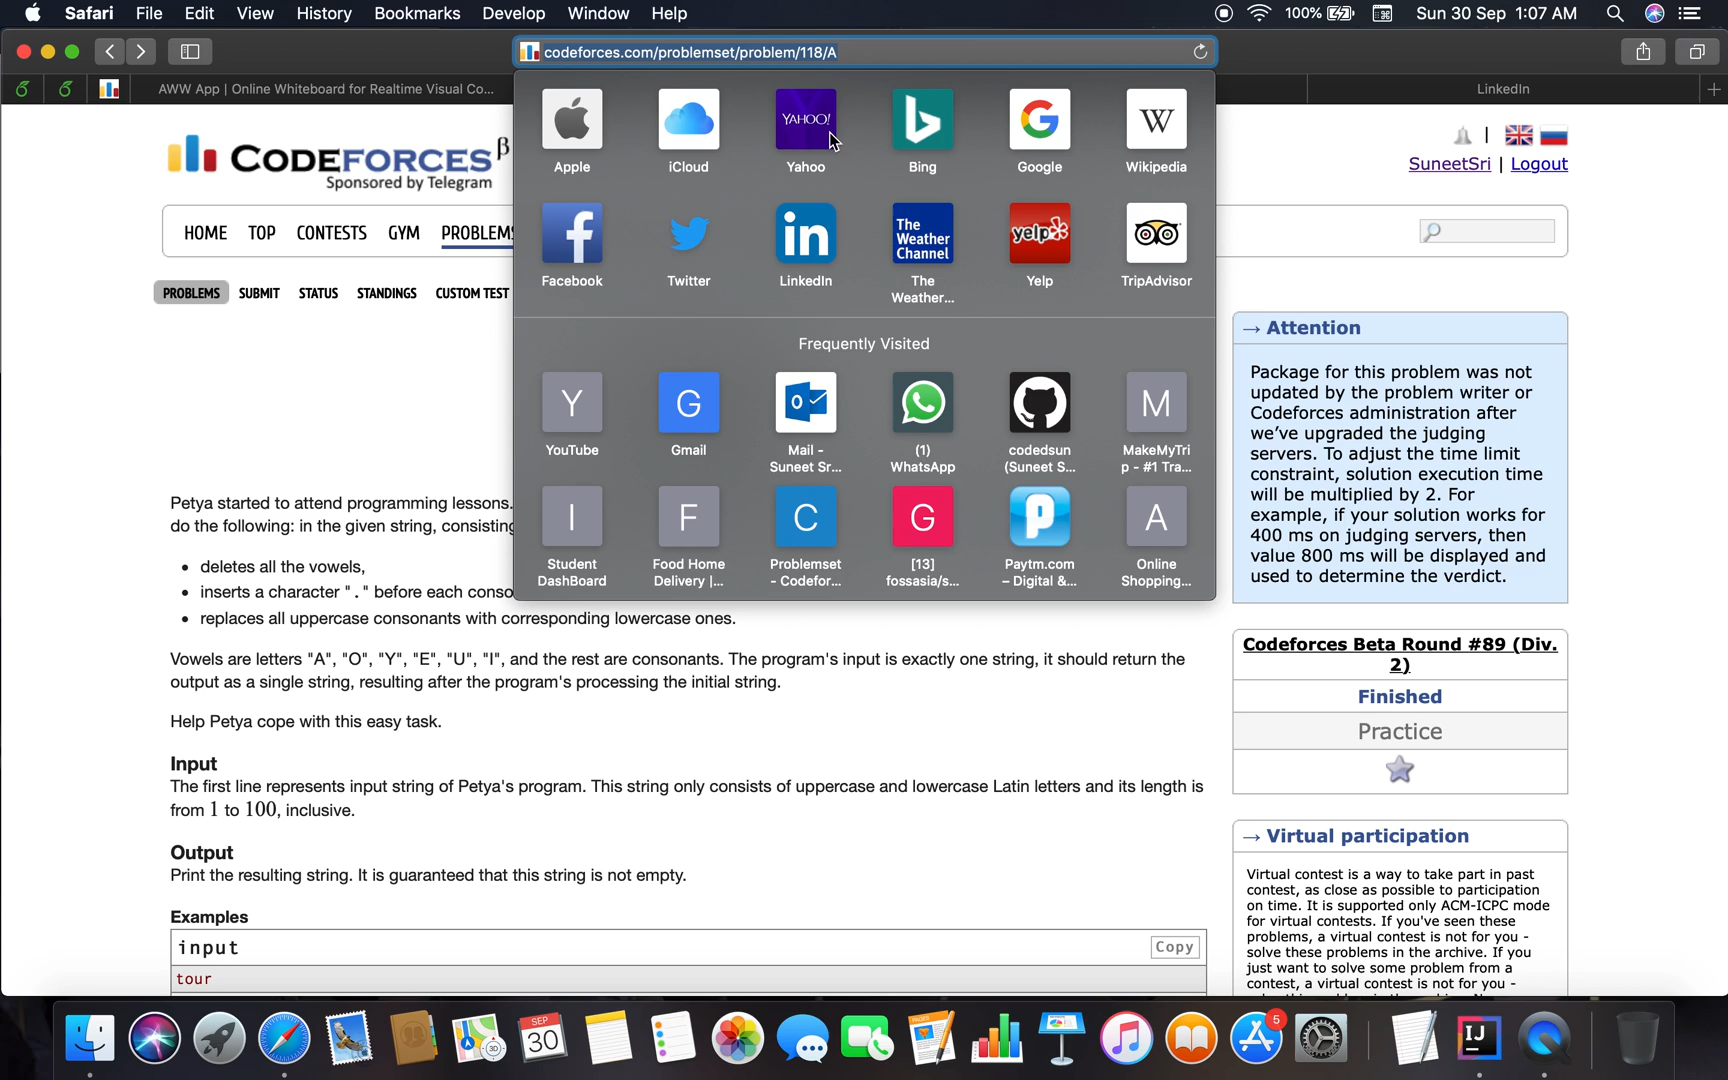 Safari File Edit View History Bookmarks Develop Window Help 100% Sun 30 Sep 1:07 AM
codeforces.com/problemset/problem/118/A
AWW App | Online Whiteboard for Realtime Visual Co... LinkedIn
CODEFORCES β
Sponsored by Telegram
SuneetSri | Logout
HOME TOP CONTESTS GYM PROBLEMS
PROBLEMS SUBMIT STATUS STANDINGS CUSTOM TEST
YAHOO! G W
Apple iCloud Yahoo Bing Google Wikipedia
f in The Weather Channel yelp
Facebook Twitter LinkedIn The Weather... Yelp TripAdvisor
Frequently Visited
Y G o M
YouTube Gmail Mail - Suneet Sr... (1) WhatsApp codedsun (Suneet S... MakeMyTri p - #1 Tra...
I F C G P A
Student DashBoard Food Home Delivery |... Problemset - Codefor... [13] fossasia/s... Paytm.com – Digital &... Online Shopping...
Petya started to attend programming lessons.
do the following: in the given string, consisting
• deletes all the vowels,
• inserts a character "." before each conso
• replaces all uppercase consonants with corresponding lowercase ones.
Vowels are letters "A", "O", "Y", "E", "U", "I", and the rest are consonants. The program's input is exactly one string, it should return the
output as a single string, resulting after the program's processing the initial string.
Help Petya cope with this easy task.
Input
The first line represents input string of Petya's program. This string only consists of uppercase and lowercase Latin letters and its length is
from 1 to 100, inclusive.
Output
Print the resulting string. It is guaranteed that this string is not empty.
Examples
input Copy
tour
→ Attention
Package for this problem was not
updated by the problem writer or
Codeforces administration after
we've upgraded the judging
servers. To adjust the time limit
constraint, solution execution time
will be multiplied by 2. For
example, if your solution works for
400 ms on judging servers, then
value 800 ms will be displayed and
used to determine the verdict.
Codeforces Beta Round #89 (Div.
2)
Finished
Practice
→ Virtual participation
Virtual contest is a way to take part in past
contest, as close as possible to participation
on time. It is supported only ACM-ICPC mode
for virtual contests. If you've seen these
problems, a virtual contest is not for you -
solve these problems in the archive. If you
just want to solve some problem from a
contest, a virtual contest is not for you -
SEP
30
3D
PAGES
5
IJ